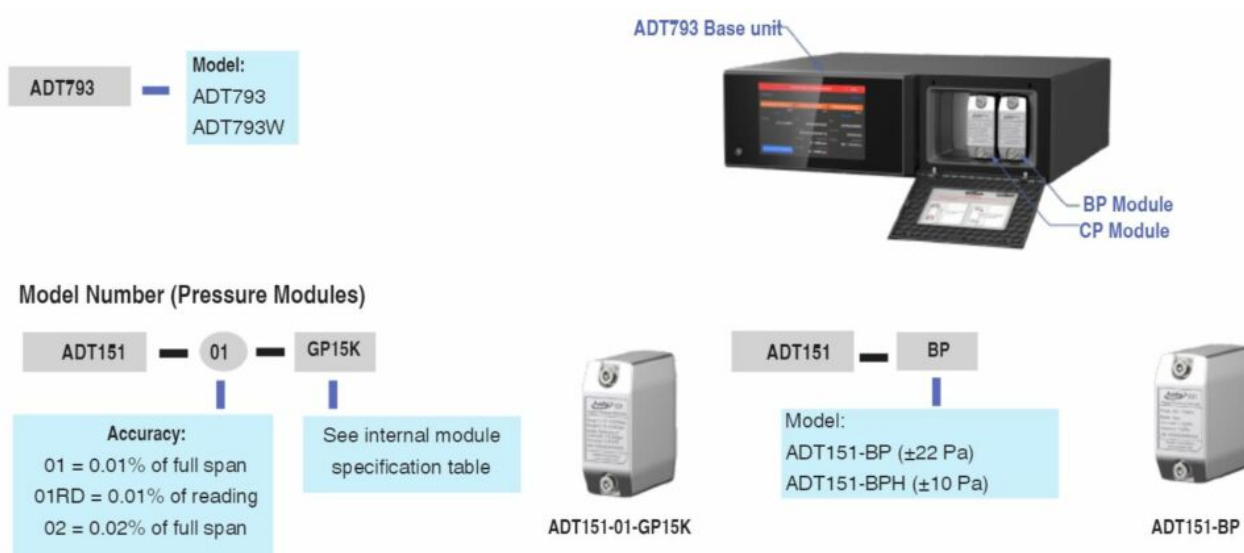 ADT793 Base unit
ADT793
Model:
ADT793
ADT793W
BP Module
CP Module
Model Number (Pressure Modules)
ADT151
01
GP15K
ADT151
BP
Accuracy:
01 = 0.01% of full span
01RD = 0.01% of reading
02 = 0.02% of full span
See internal module
specification table
ADT151-01-GP15K
Model:
ADT151-BP (±22 Pa)
ADT151-BPH (±10 Pa)
ADT151-BP